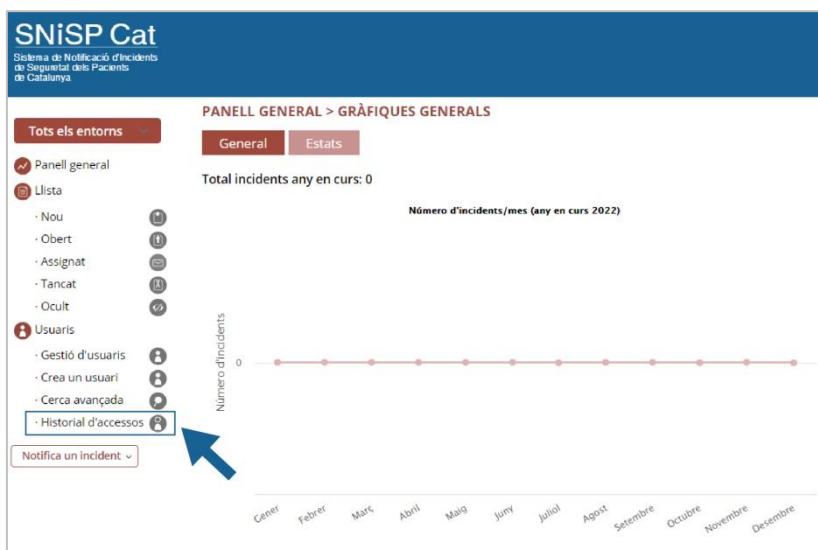 SNiSP Cat
Sistema de Notificació d'Incidents
de Seguretat dels Pacients
de Catalunya
Tots els entorns
Panell general
Llista
· Nou
· Obert
· Assignat
· Tancat
· Ocult
Usuaris
· Gestió d'usuaris
· Crea un usuari
· Cerca avançada
· Historial d'accessos
Notifica un incident
PANELL GENERAL > GRÀFIQUES GENERALS
General Estats
Total incidents any en curs: 0
Número d'incidents/mes (any en curs 2022)
Número d'incidents
0
Gener Febrer Març Abril Maig Juny Juliol Agost Setembre Octubre Novembre Desembre